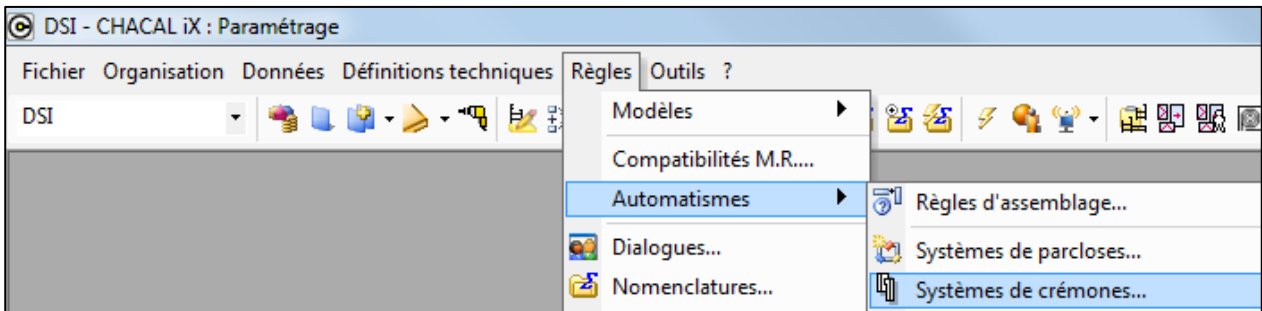 DSI - CHACAL iX : Paramétrage
Fichier Organisation Données Définitions techniques Règles Outils ?
DSI
Modèles
Compatibilités M.R....
Automatismes
Règles d'assemblage...
Dialogues...
Systèmes de parcloses...
Nomenclatures...
Systèmes de crémones...